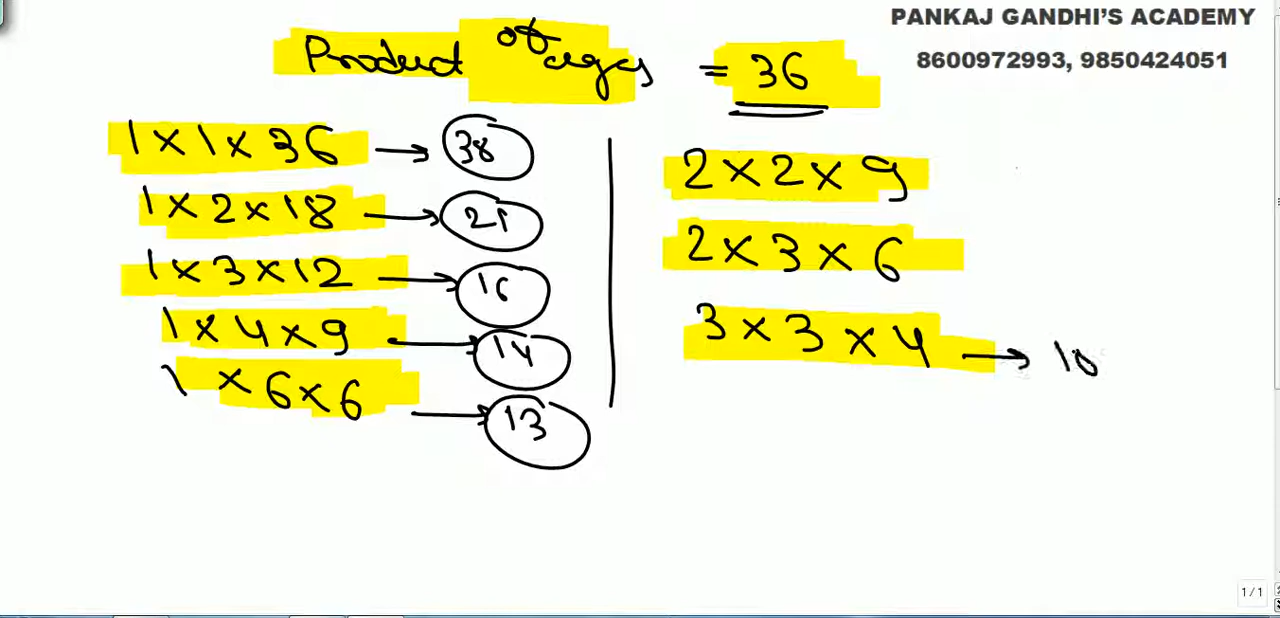 PANKAJ GANDHI'S ACADEMY
8600972993, 9850424051
Product of ages = 36
1 x 1 x 36 → 38
1 x 2 x 18 → 21
1 x 3 x 12 → 16
1 x 4 x 9 → 14
1 x 6 x 6 → 13
2 x 2 x 9
2 x 3 x 6
3 x 3 x 4 → 10
1/1